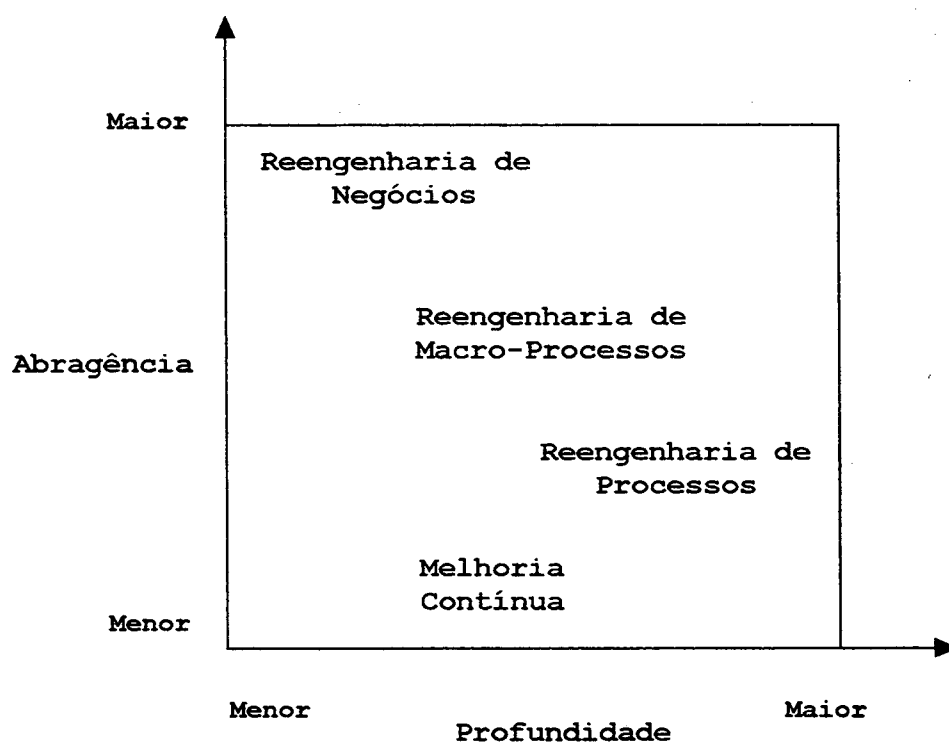 Maior
Reengenharia de
Negócios
Reengenharia de
Macro-Processos
Abragência
Reengenharia de
Processos
Melhoria
Contínua
Menor
Menor
Maior
Profundidade